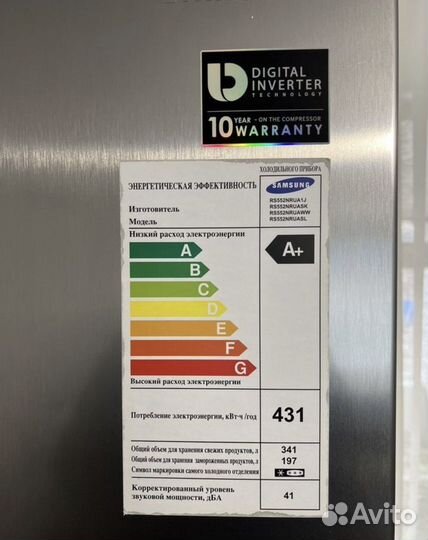 DIGITAL
INVERTER
TECHNOLOGY
10 YEAR - ON THE COMPRESSOR
WARRANTY
ЭНЕРГЕТИЧЕСКАЯ ЭФФЕКТИВНОСТЬ
ХОЛОДИЛЬНОГО ПРИБОРА
SAMSUNG
Изготовитель
Модель
RS552NRUA1J
RS552NRUASK
RS552NRUAWW
RS552NRUASL
Низкий расход электроэнергии
A
B
C
D
E
F
G
A+
Высокий расход электроэнергии
Потребление электроэнергии, кВт·ч /год 431
Общий объем для хранения свежих продуктов, л 341
Общий объем для хранения замороженных продуктов, л 197
Символ маркировки самого холодного отделения
Корректированный уровень
звуковой мощности, дБА 41
Avito